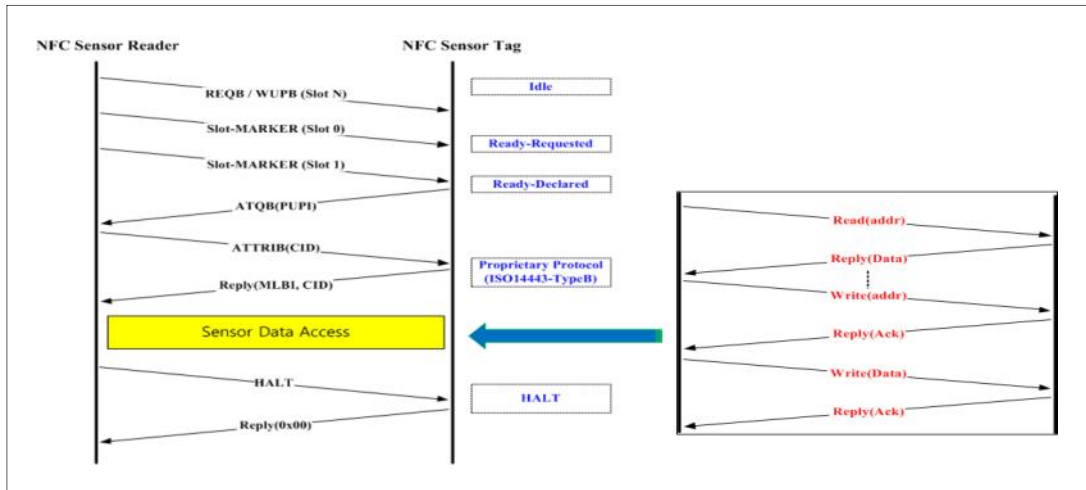 NFC Sensor Reader
NFC Sensor Tag
REQB / WUPB (Slot N)
Idle
Slot-MARKER (Slot 0)
Ready-Requested
Slot-MARKER (Slot 1)
Ready-Declared
ATQB(PUPI)
ATTRIB(CID)
Proprietary Protocol
(ISO14443-TypeB)
Reply(MLBI, CID)
Sensor Data Access
HALT
HALT
Reply(0x00)
Read(addr)
Reply(Data)
Write(addr)
Reply(Ack)
Write(Data)
Reply(Ack)